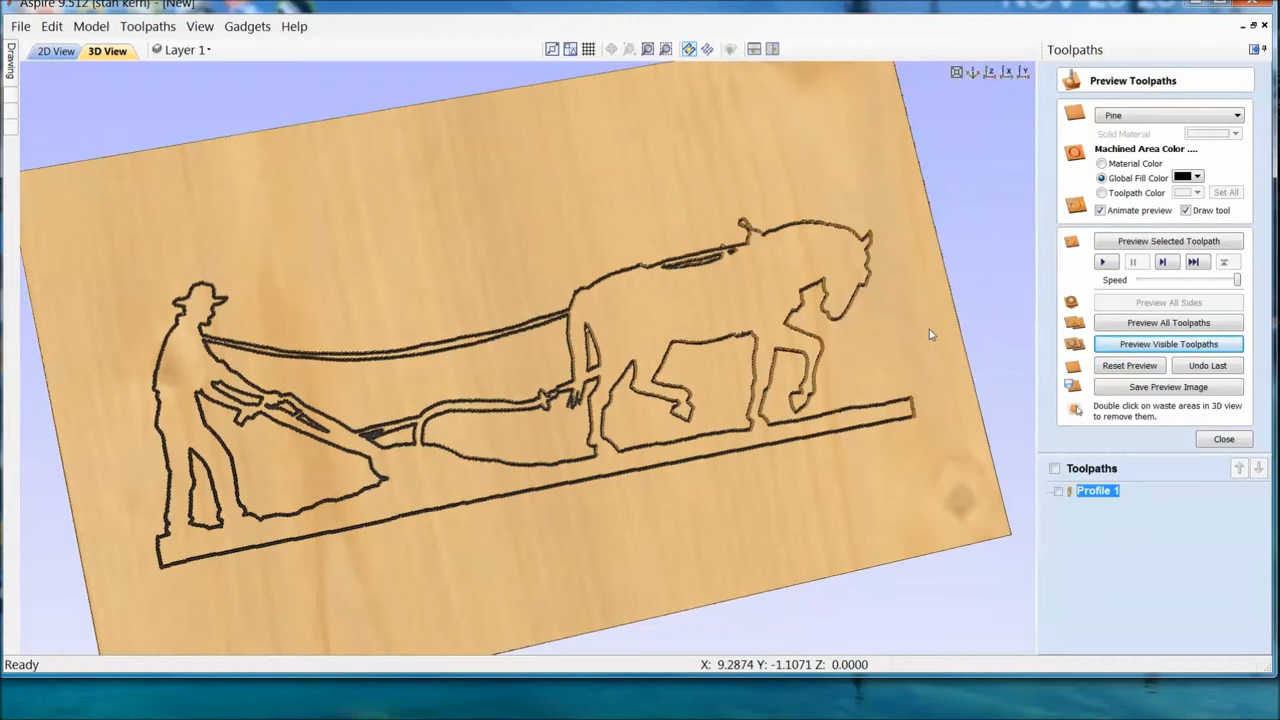 Aspire 9.512 {stan kern} - [New]
File Edit Model Toolpaths View Gadgets Help
2D View 3D View Layer 1
Drawing
Toolpaths
Preview Toolpaths
Pine
Solid Material
Machined Area Color ....
Material Color
Global Fill Color
Toolpath Color Set All
Animate preview Draw tool
Preview Selected Toolpath
Speed
Preview All Sides
Preview All Toolpaths
Preview Visible Toolpaths
Reset Preview Undo Last
Save Preview Image
Double click on waste areas in 3D view
to remove them.
Close
Toolpaths
Profile 1
Ready X: 9.2874 Y: -1.1071 Z: 0.0000